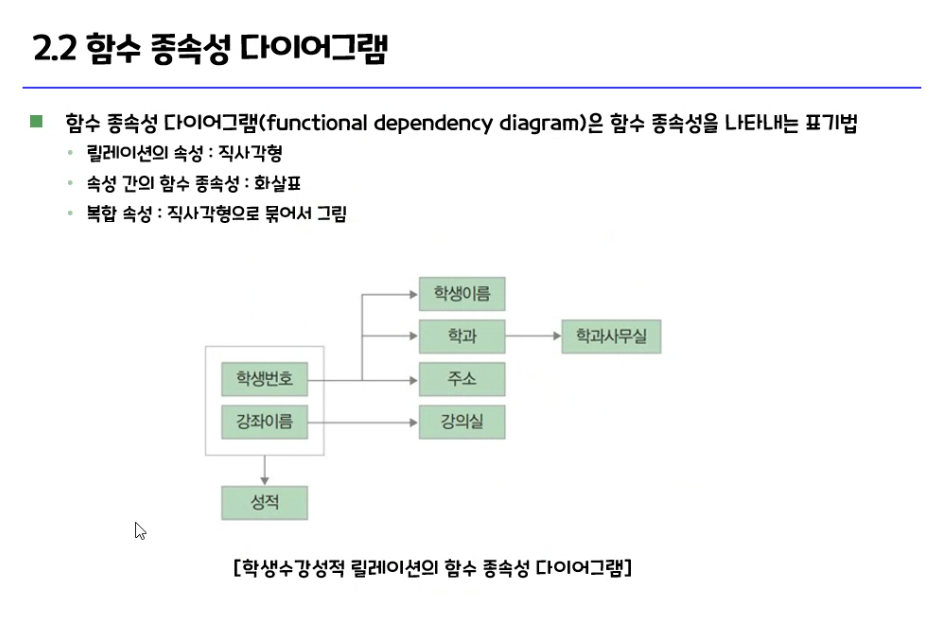 2.2 함수 종속성 다이어그램
함수 종속성 다이어그램(functional dependency diagram)은 함수 종속성을 나타내는 표기법
릴레이션의 속성 : 직사각형
속성 간의 함수 종속성 : 화살표
복합 속성 : 직사각형으로 묶어서 그림
학생이름
학과
학과사무실
학생번호
주소
강좌이름
강의실
성적
[학생수강성적 릴레이션의 함수 종속성 다이어그램]